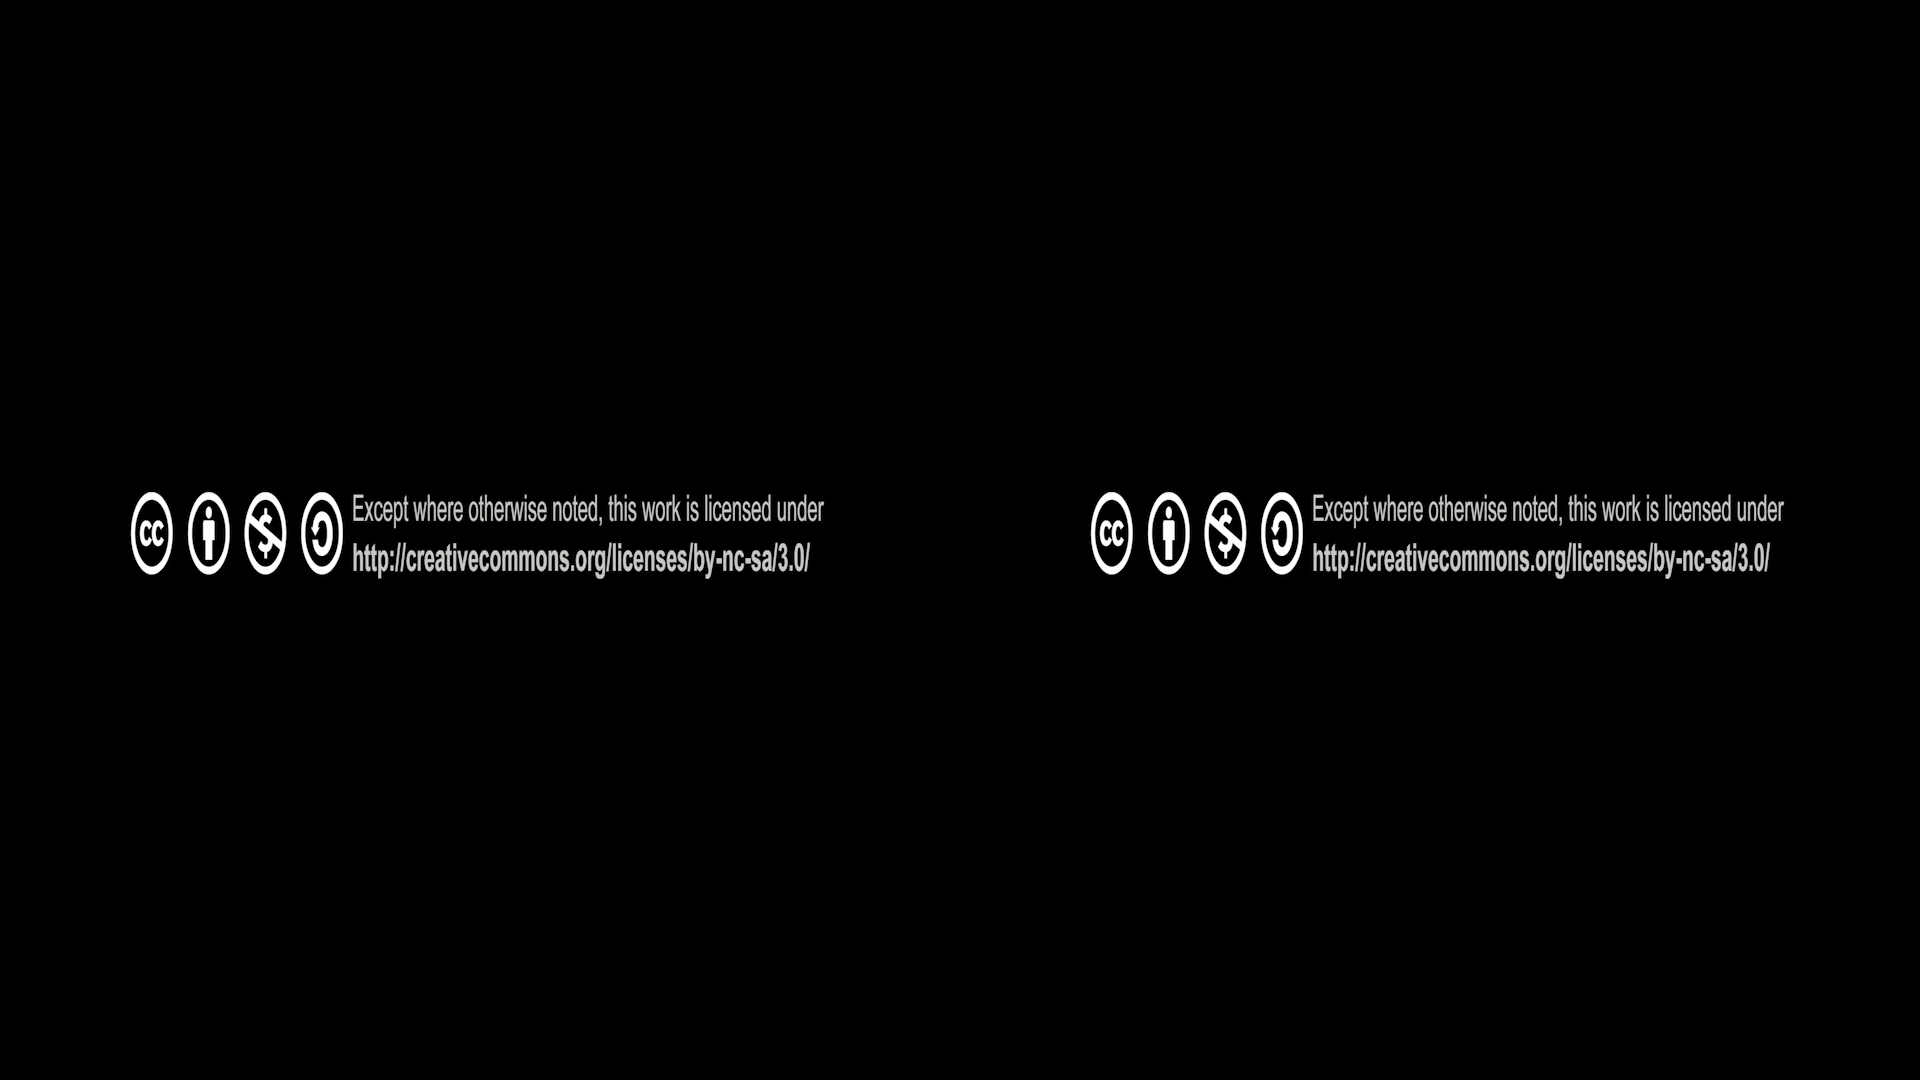 Except where otherwise noted, this work is licensed under
http://creativecommons.org/licenses/by-nc-sa/3.0/
Except where otherwise noted, this work is licensed under
http://creativecommons.org/licenses/by-nc-sa/3.0/